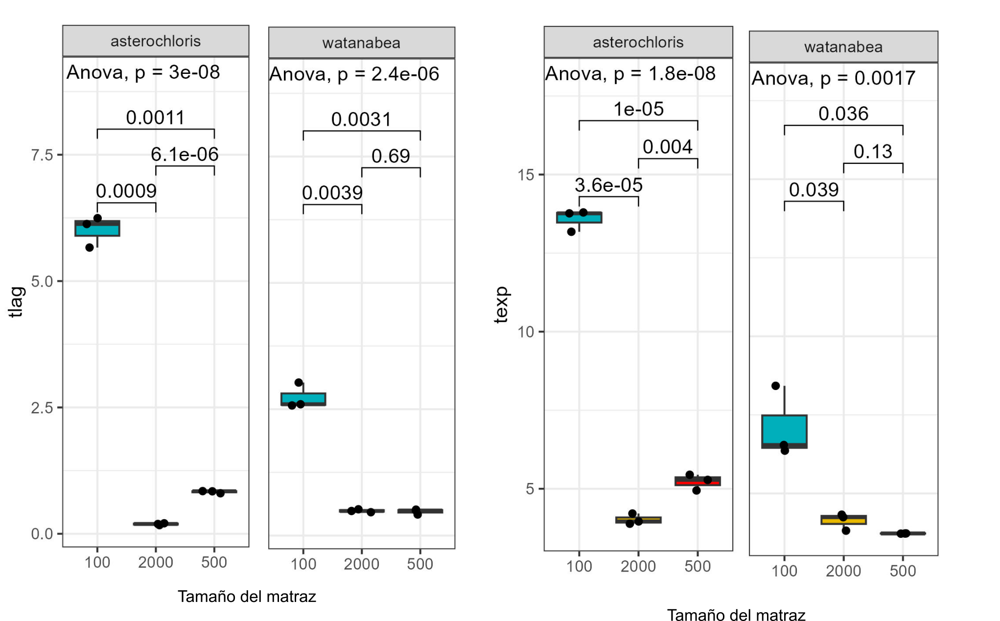 asterochloris
Anova, p = 3e-08
0.0011
6.1e-06
0.0009
7.5
5.0
2.5
0.0
tlag
100 2000 500
watanabea
Anova, p = 2.4e-06
0.0031
0.69
0.0039
100 2000 500
Tamaño del matraz
asterochloris
Anova, p = 1.8e-08
1e-05
0.004
3.6e-05
15
10
5
texp
100 2000 500
watanabea
Anova, p = 0.0017
0.036
0.13
0.039
100 2000 500
Tamaño del matraz